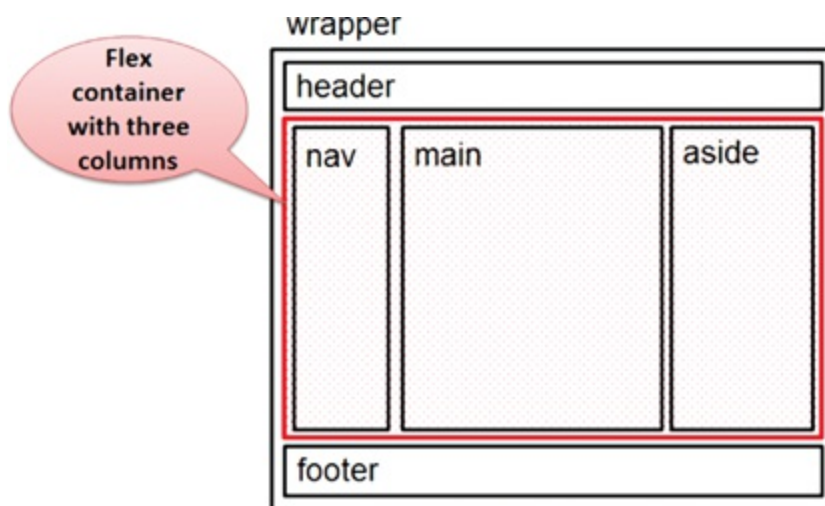 wrapper
Flex
container
with three
columns
header
nav
main
aside
footer